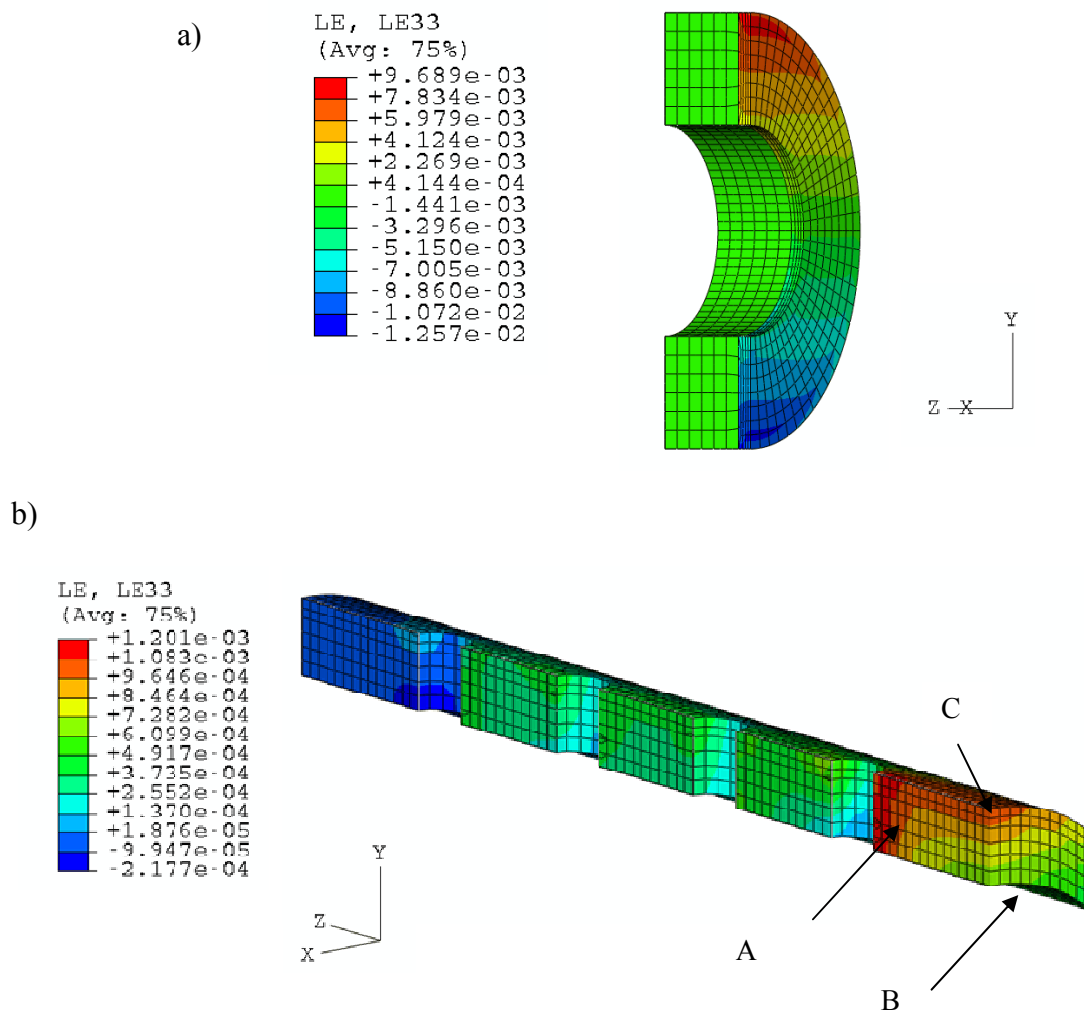 a)
LE, LE33
(Avg: 75%)
+9.689e-03
+7.834e-03
+5.979e-03
+4.124e-03
+2.269e-03
+4.144e-04
-1.441e-03
-3.296e-03
-5.150e-03
-7.005e-03
-8.860e-03
-1.072e-02
-1.257e-02
Y
Z X
b)
LE, LE33
(Avg: 75%)
+1.201e-03
+1.083e-03
+9.646e-04
+8.464e-04
+7.282e-04
+6.099e-04
+4.917e-04
+3.735e-04
+2.552e-04
+1.370e-04
+1.876e-05
-9.947e-05
-2.177e-04
C
Y
Z
X
A
B